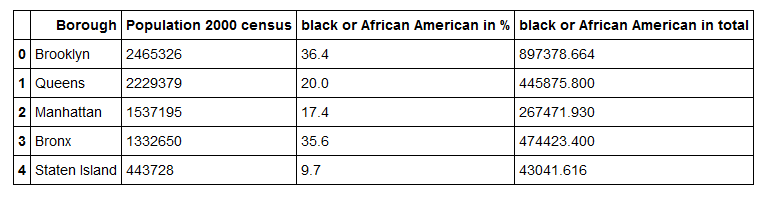 Borough Population 2000 census black or African American in % black or African American in total
0 Brooklyn 2465326 36.4 897378.664
1 Queens 2229379 20.0 445875.800
2 Manhattan 1537195 17.4 267471.930
3 Bronx 1332650 35.6 474423.400
4 Staten Island 443728 9.7 43041.616